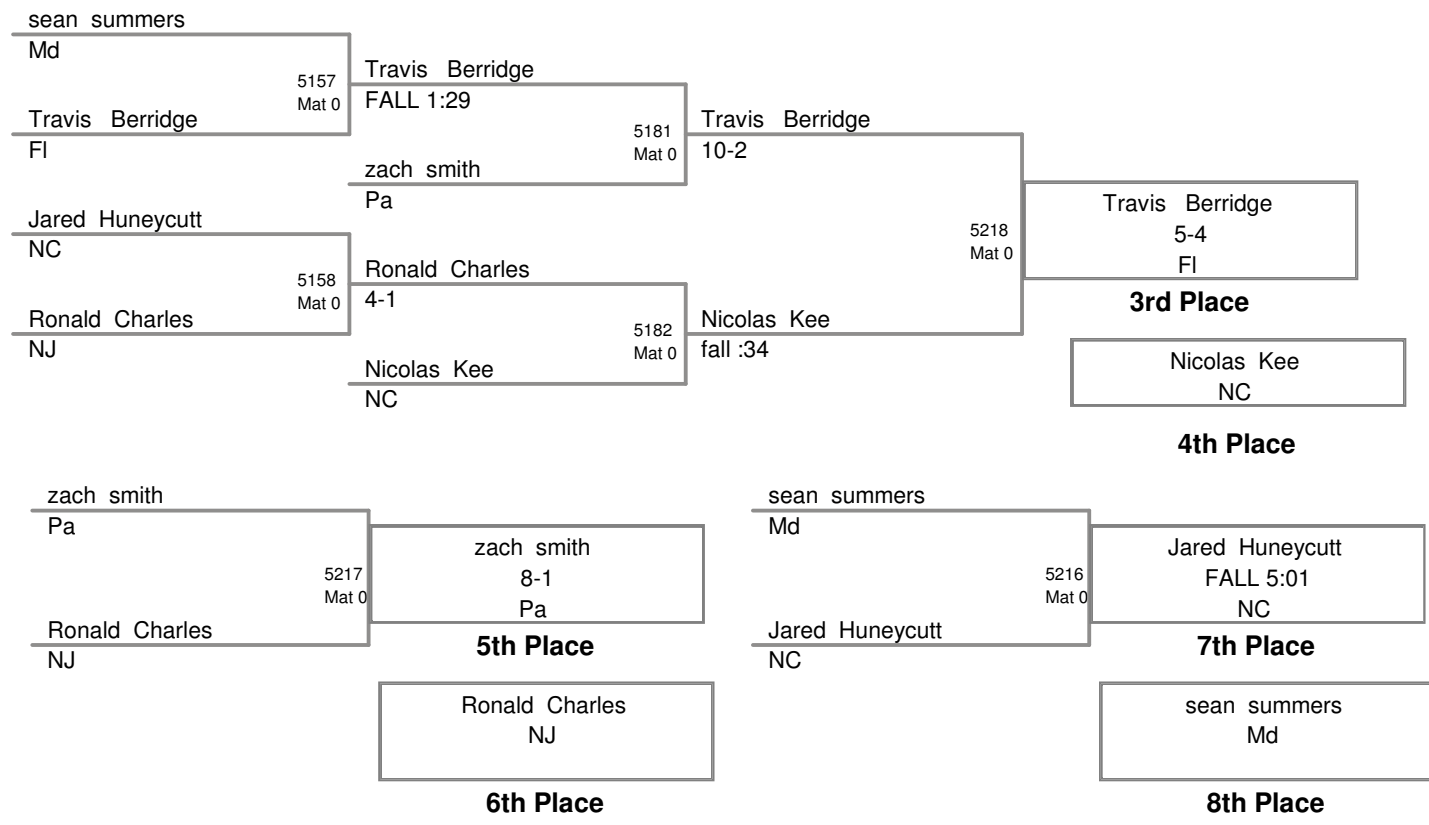 sean summers
Md
5157
Mat 0
Travis Berridge
Fl
Travis Berridge
FALL 1:29
zach smith
Pa
5181
Mat 0
Travis Berridge
10-2
Jared Huneycutt
NC
5158
Mat 0
Ronald Charles
NJ
Ronald Charles
4-1
Nicolas Kee
NC
5182
Mat 0
Nicolas Kee
fall :34
5218
Mat 0
Travis Berridge
5-4
Fl
3rd Place
Nicolas Kee
NC
4th Place
zach smith
Pa
5217
Mat 0
Ronald Charles
NJ
zach smith
8-1
Pa
5th Place
Ronald Charles
NJ
6th Place
sean summers
Md
5216
Mat 0
Jared Huneycutt
NC
Jared Huneycutt
FALL 5:01
NC
7th Place
sean summers
Md
8th Place